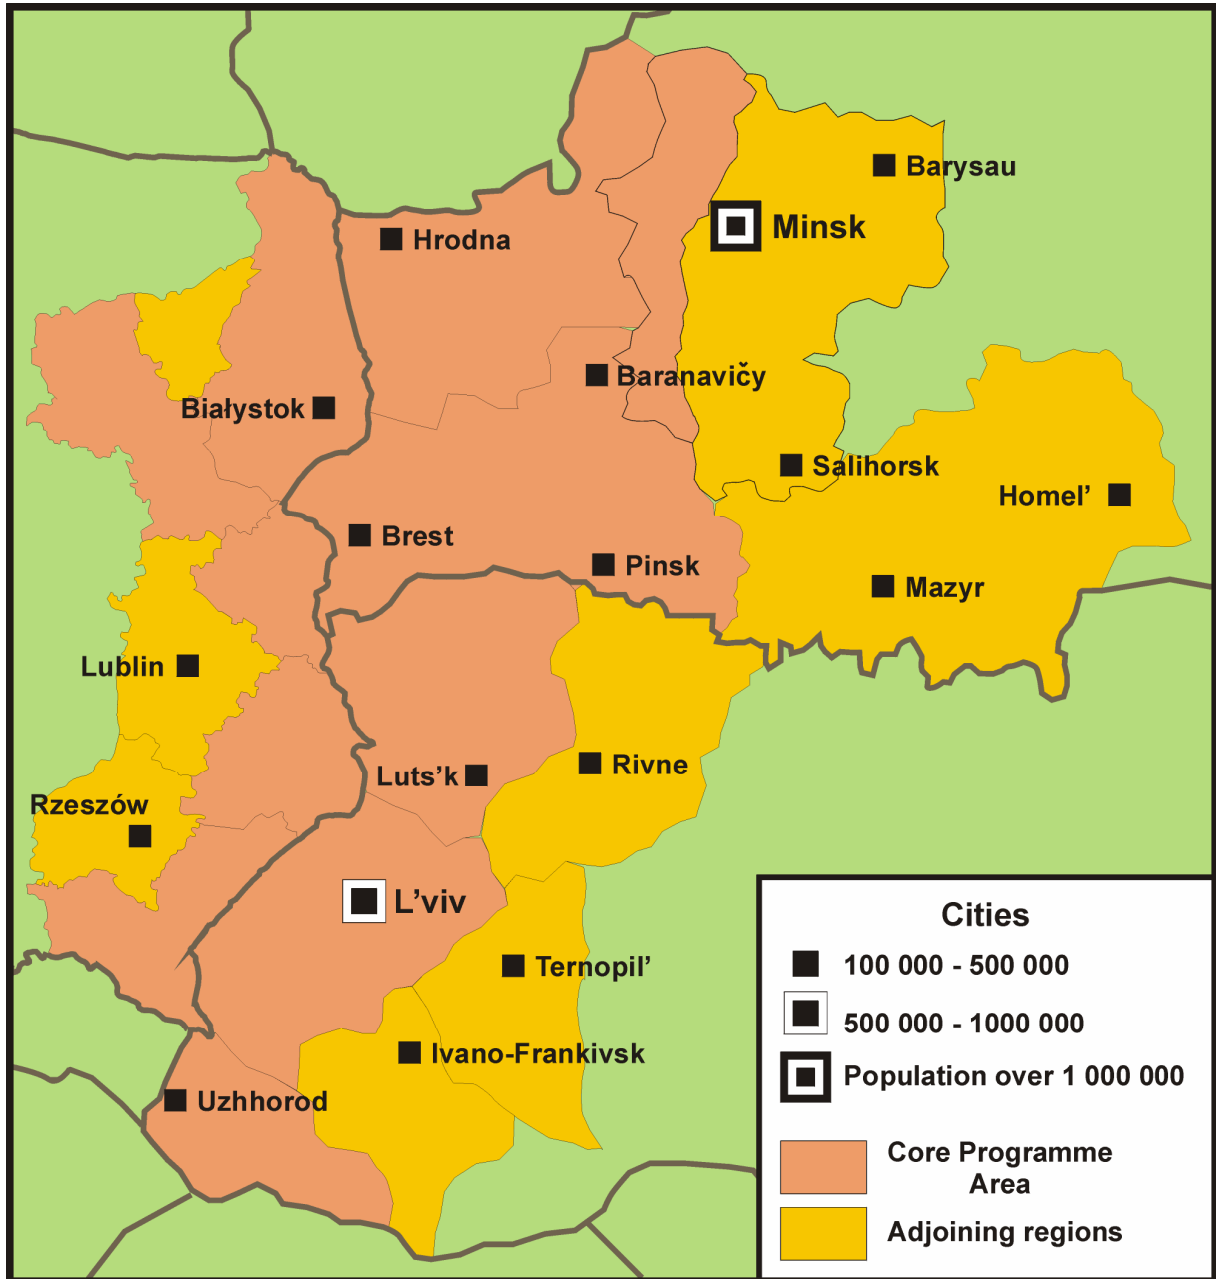 Barysau
Minsk
Hrodna
Baranavičy
Białystok
Salihorsk
Homel’
Brest
Pinsk
Mazyr
Lublin
Rivne
Luts’k
Rzeszów
L’viv
Ternopil’
Ivano-Frankivsk
Uzhhorod
Cities
100 000 - 500 000
500 000 - 1000 000
Population over 1 000 000
Core Programme
Area
Adjoining regions